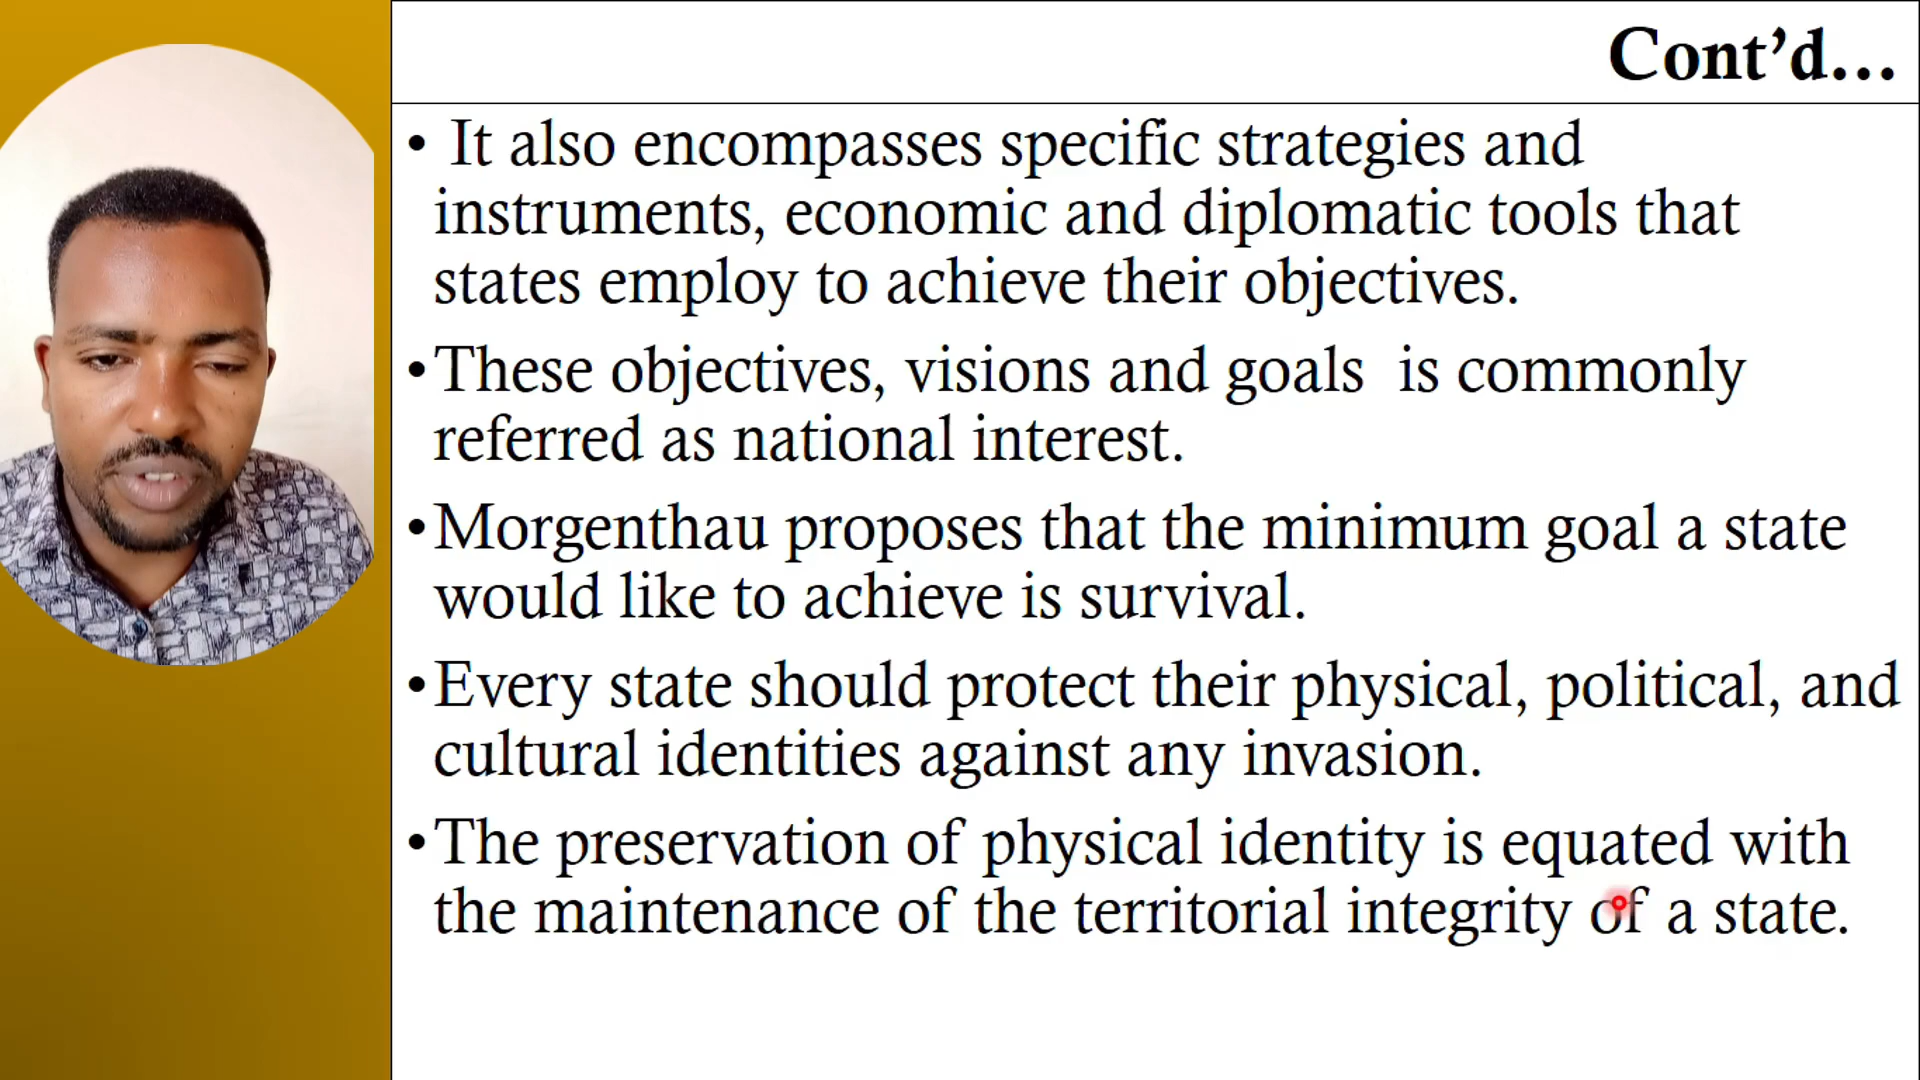 Cont’d…
• It also encompasses specific strategies and
instruments, economic and diplomatic tools that
states employ to achieve their objectives.
•These objectives, visions and goals is commonly
referred as national interest.
•Morgenthau proposes that the minimum goal a state
would like to achieve is survival.
•Every state should protect their physical, political, and
cultural identities against any invasion.
•The preservation of physical identity is equated with
the maintenance of the territorial integrity of a state.